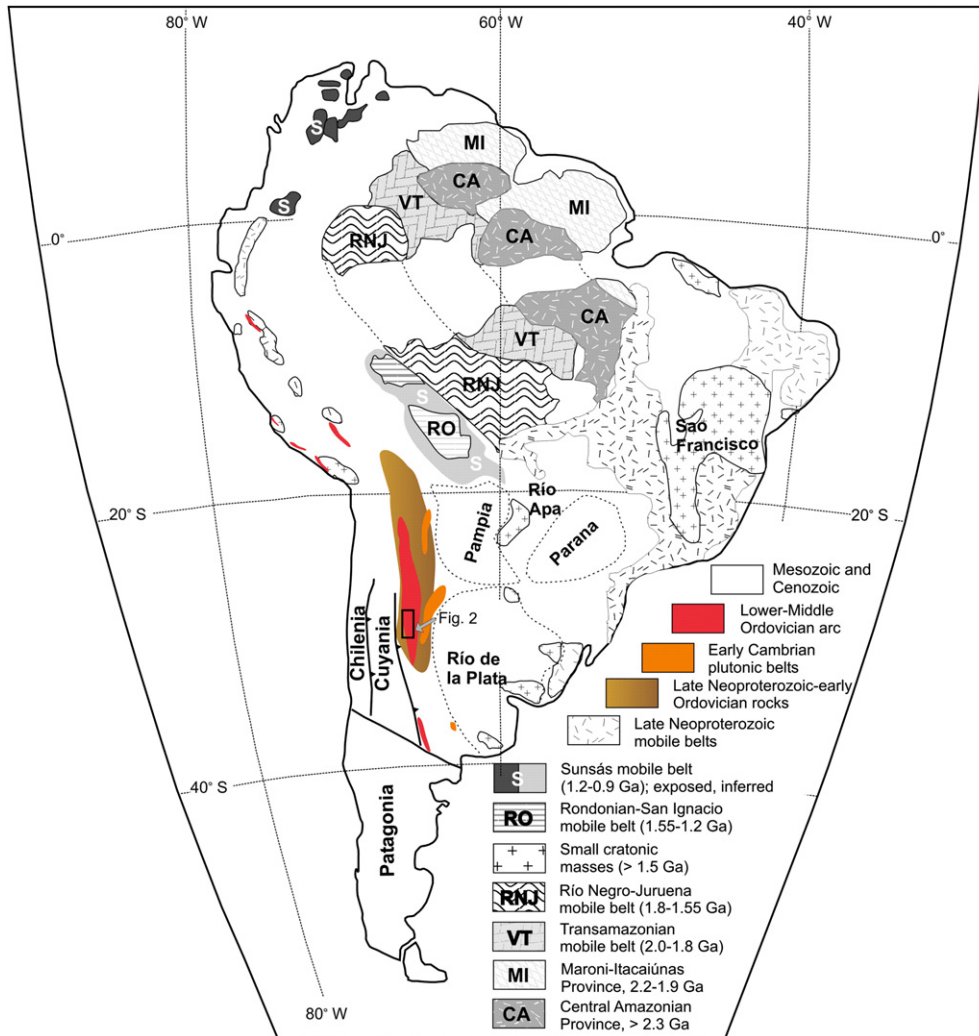 80° W
60° W
40° W
S
MI
CA
VT
MI
S
RNJ
CA
0°
0°
CA
VT
RNJ
S
RO
S
Sao
Francisco
Río
Apa
Pampia
Parana
20° S
20° S
Fig. 2
Chilenia
Cuyania
Río de
la Plata
40° S
Patagonia
80° W
Mesozoic and
Cenozoic
Lower-Middle
Ordovician arc
Early Cambrian
plutonic belts
Late Neoproterozoic-early
Ordovician rocks
Late Neoproterozoic
mobile belts
S
Sunsás mobile belt
(1.2-0.9 Ga); exposed, inferred
RO
Rondonian-San Ignacio
mobile belt (1.55-1.2 Ga)
Small cratonic
masses (> 1.5 Ga)
RNJ
Río Negro-Juruena
mobile belt (1.8-1.55 Ga)
VT
Transamazonian
mobile belt (2.0-1.8 Ga)
MI
Maroni-Itacaiúnas
Province, 2.2-1.9 Ga
CA
Central Amazonian
Province, > 2.3 Ga